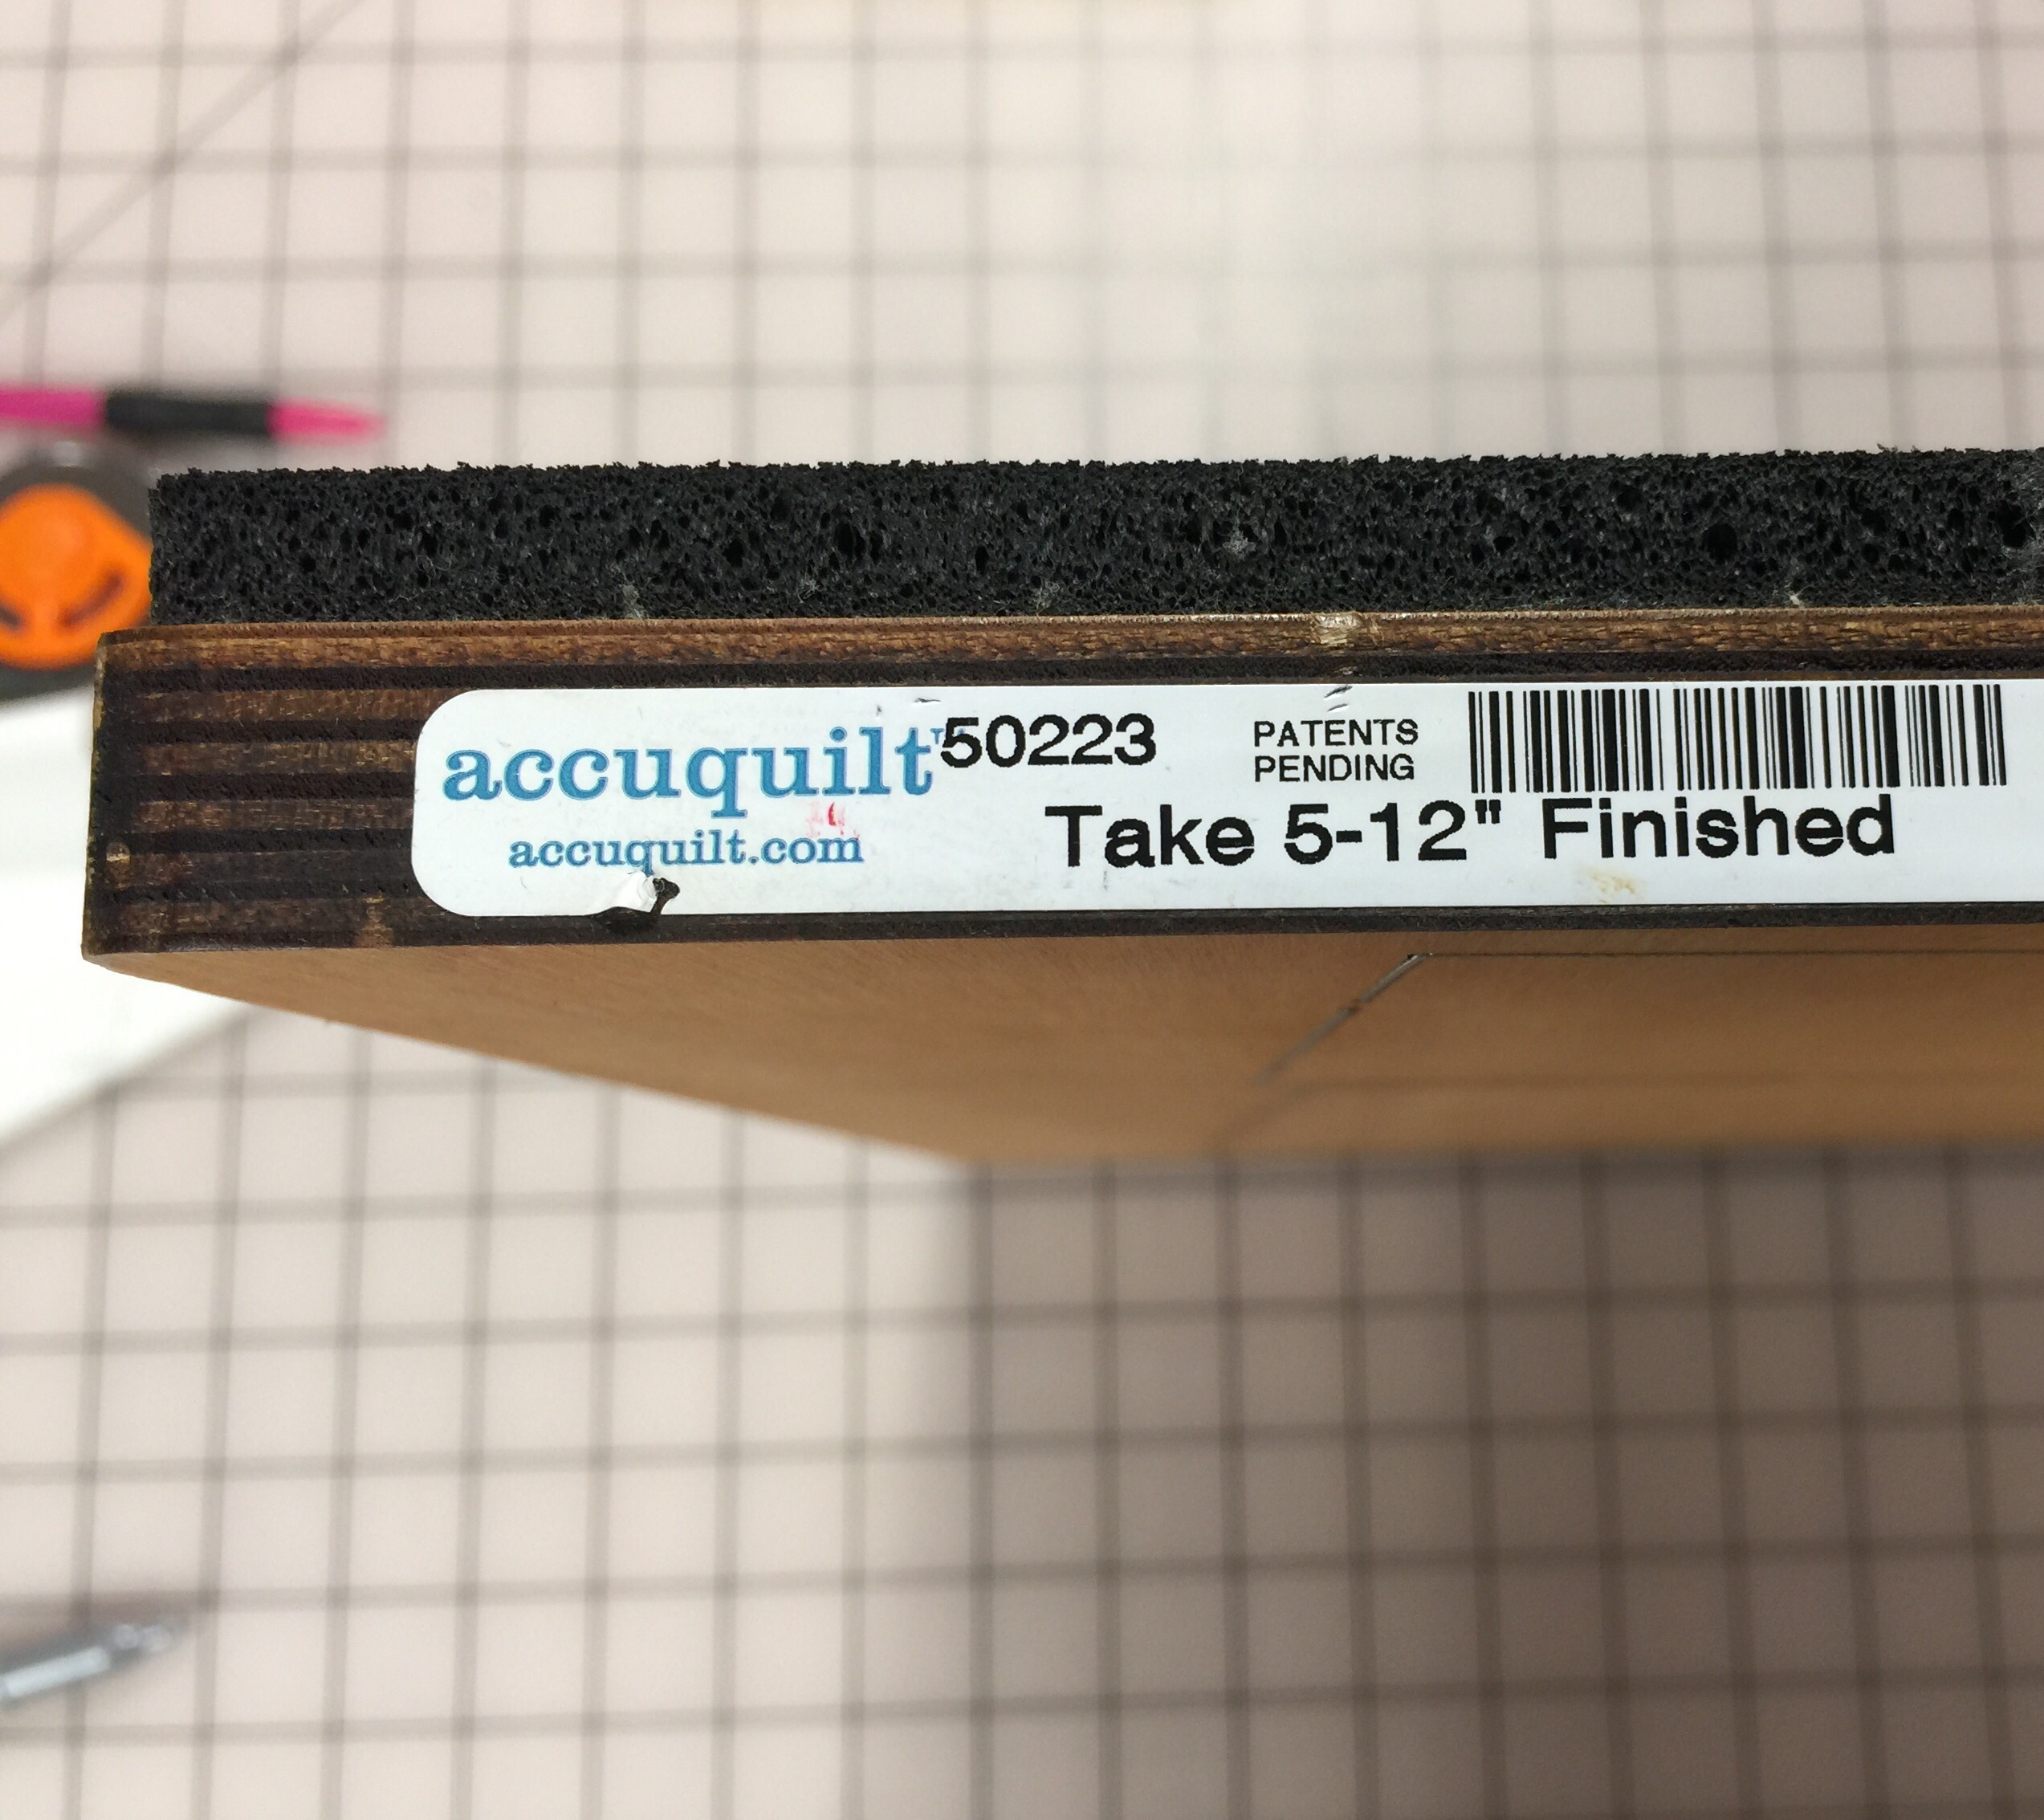 accuquilt™ 50223
PATENTS
PENDING
Take 5-12" Finished
accuquilt.com